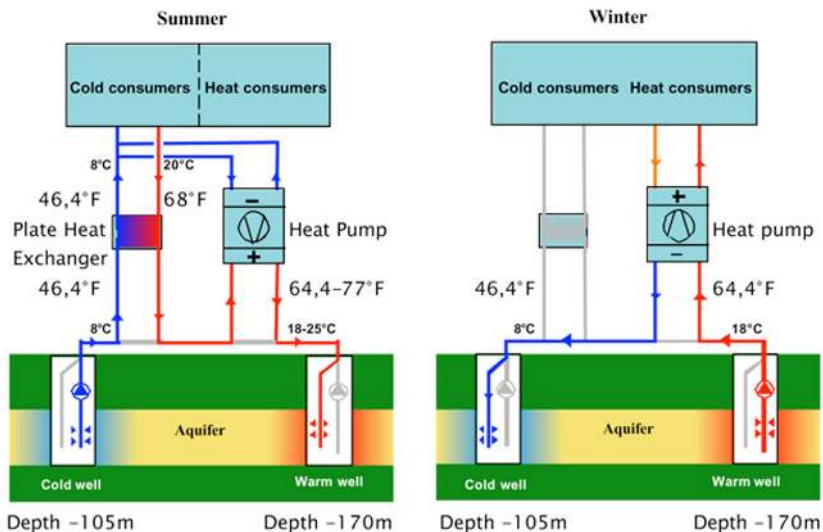 Summer
Cold consumers
Heat consumers
8°C
20°C
46,4°F
68°F
−
Plate Heat
Exchanger
Heat Pump
+
46,4°F
64,4–77°F
8°C
18-25°C
Aquifer
Cold well
Warm well
Depth –105m
Depth –170m
Winter
Cold consumers
Heat consumers
+
Heat pump
−
46,4°F
64,4°F
8°C
18°C
Aquifer
Cold well
Warm well
Depth –105m
Depth –170m